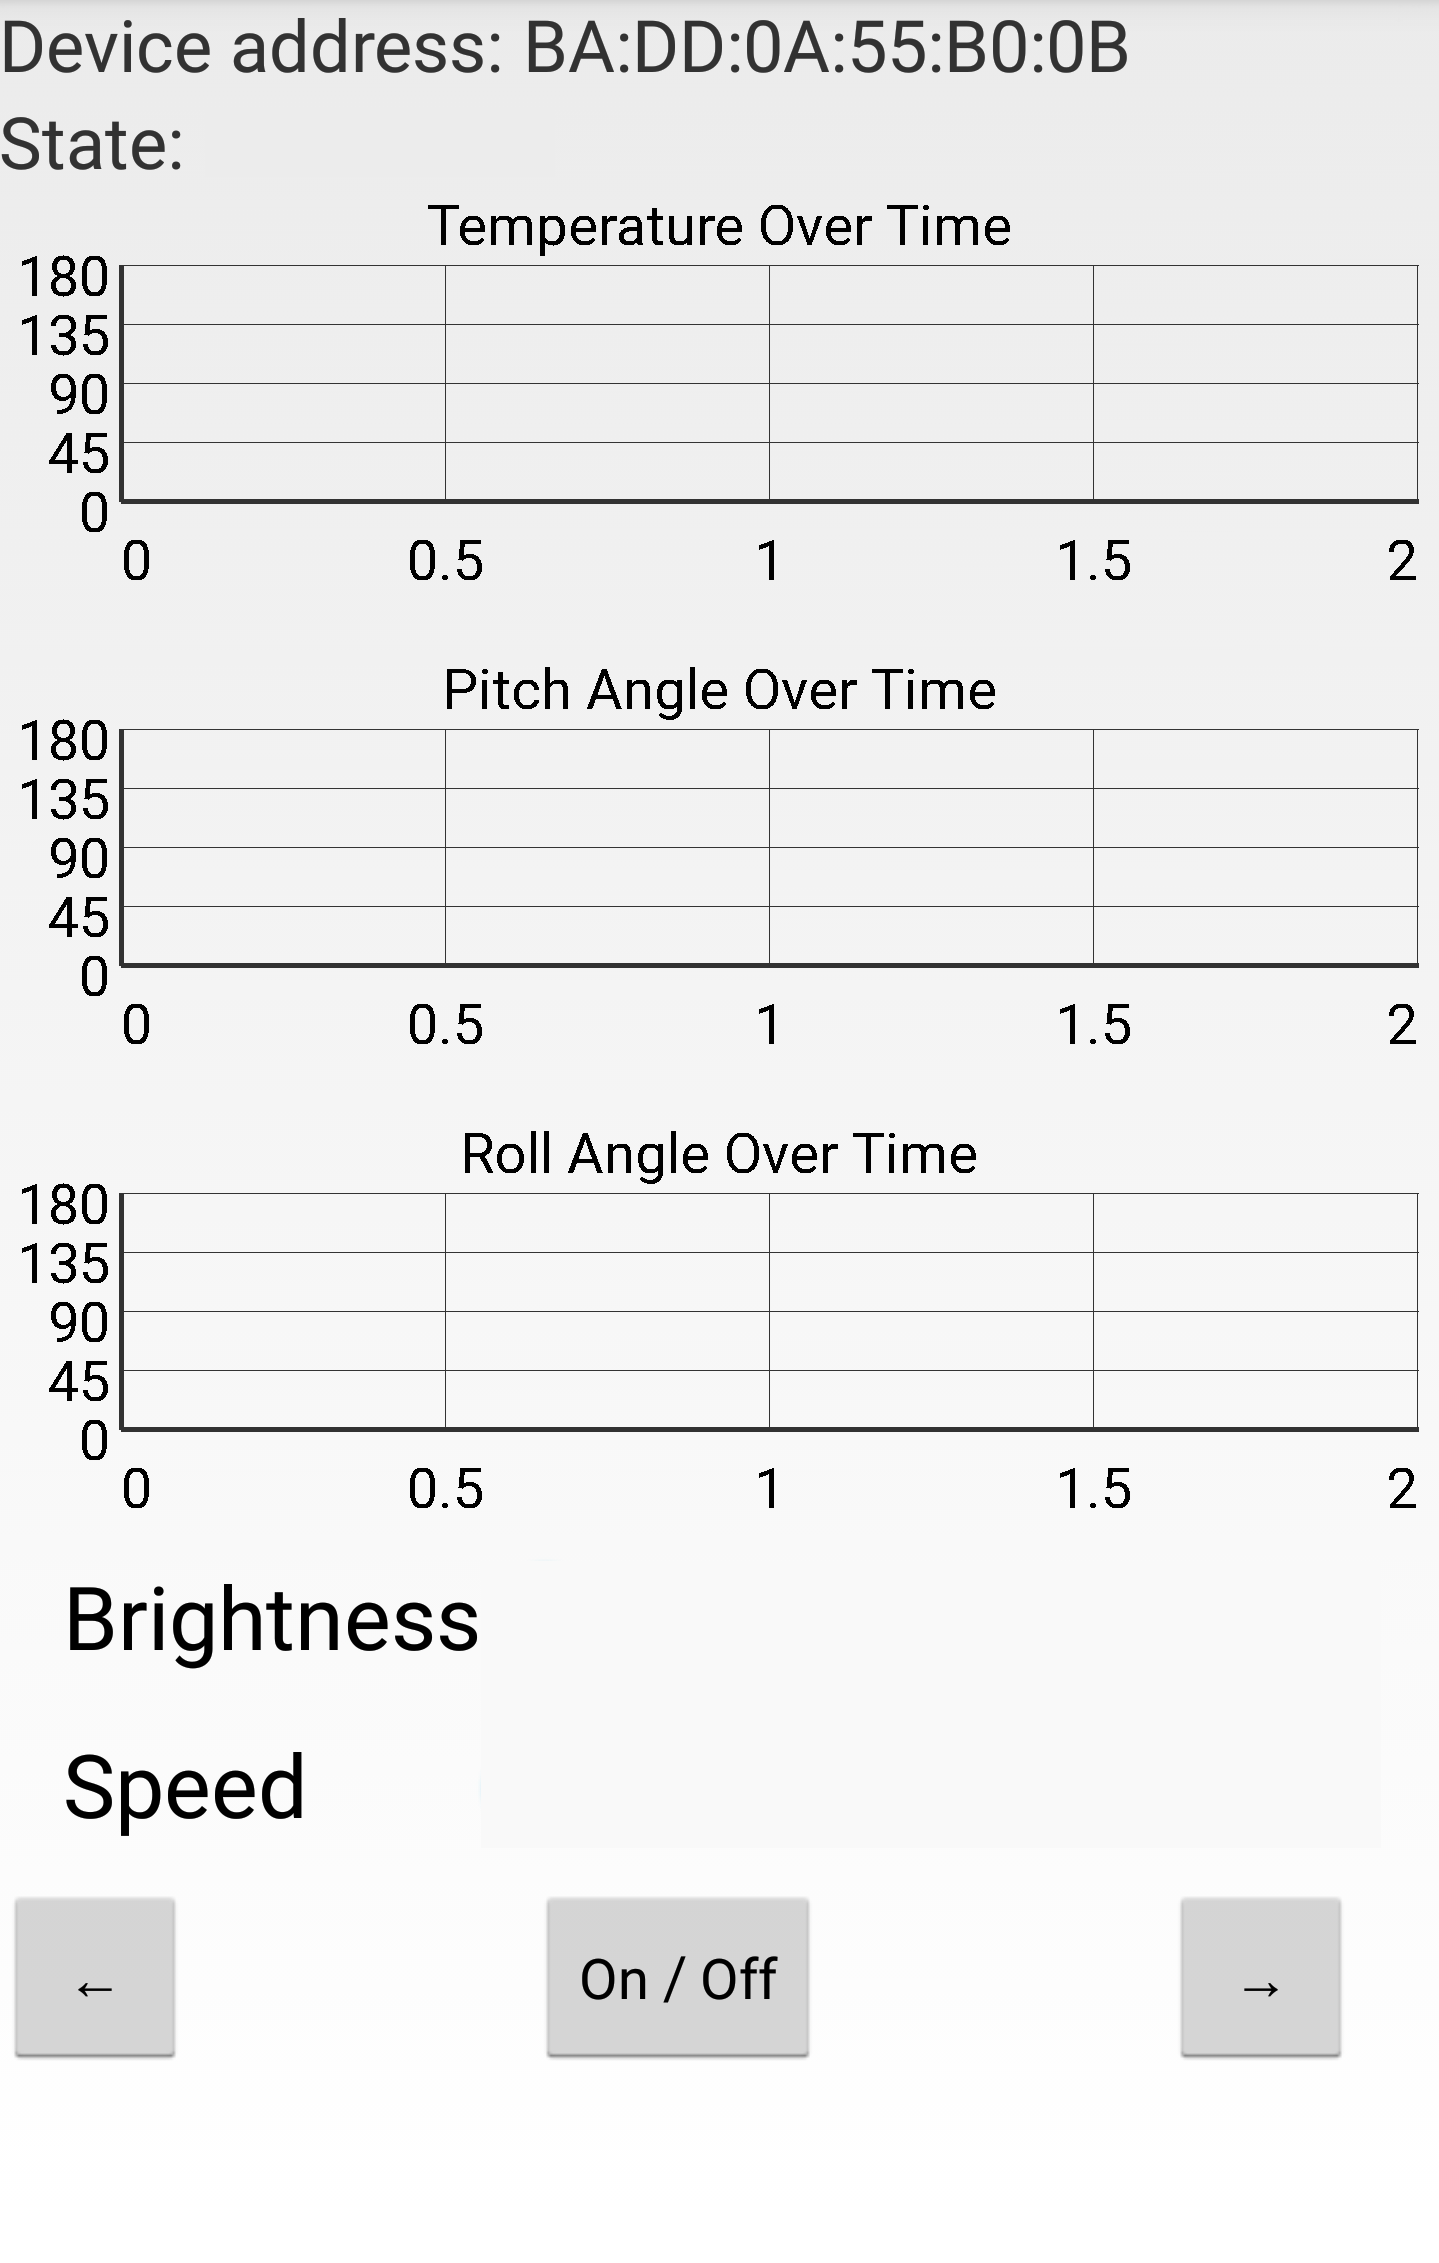 Device address: BA:DD:0A:55:B0:0B
State:
Temperature Over Time
180
135
90
45
0
0 0.5 1 1.5 2
Pitch Angle Over Time
180
135
90
45
0
0 0.5 1 1.5 2
Roll Angle Over Time
180
135
90
45
0
0 0.5 1 1.5 2
Brightness
Speed
← On / Off →